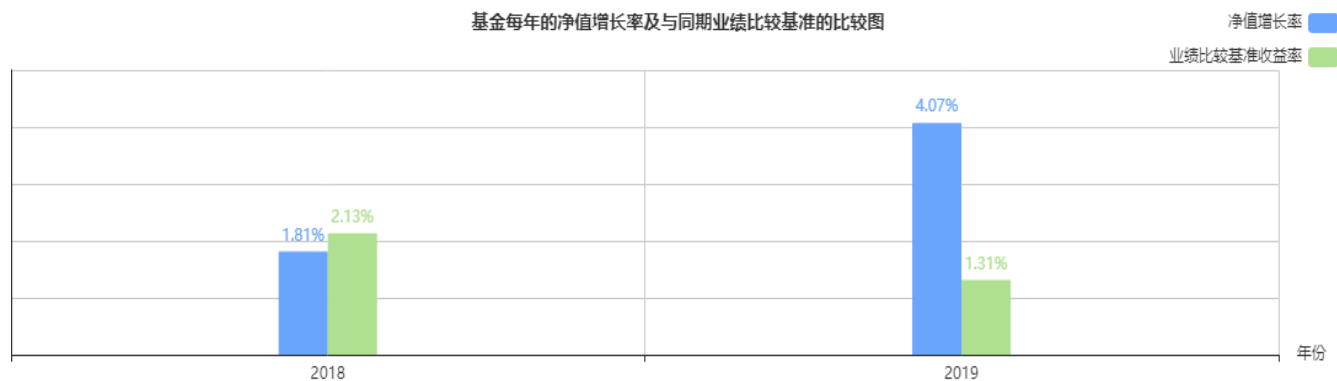 基金每年的净值增长率及与同期业绩比较基准的比较图
净值增长率
业绩比较基准收益率
4.07%
2.13%
1.81%
1.31%
年份
2018
2019